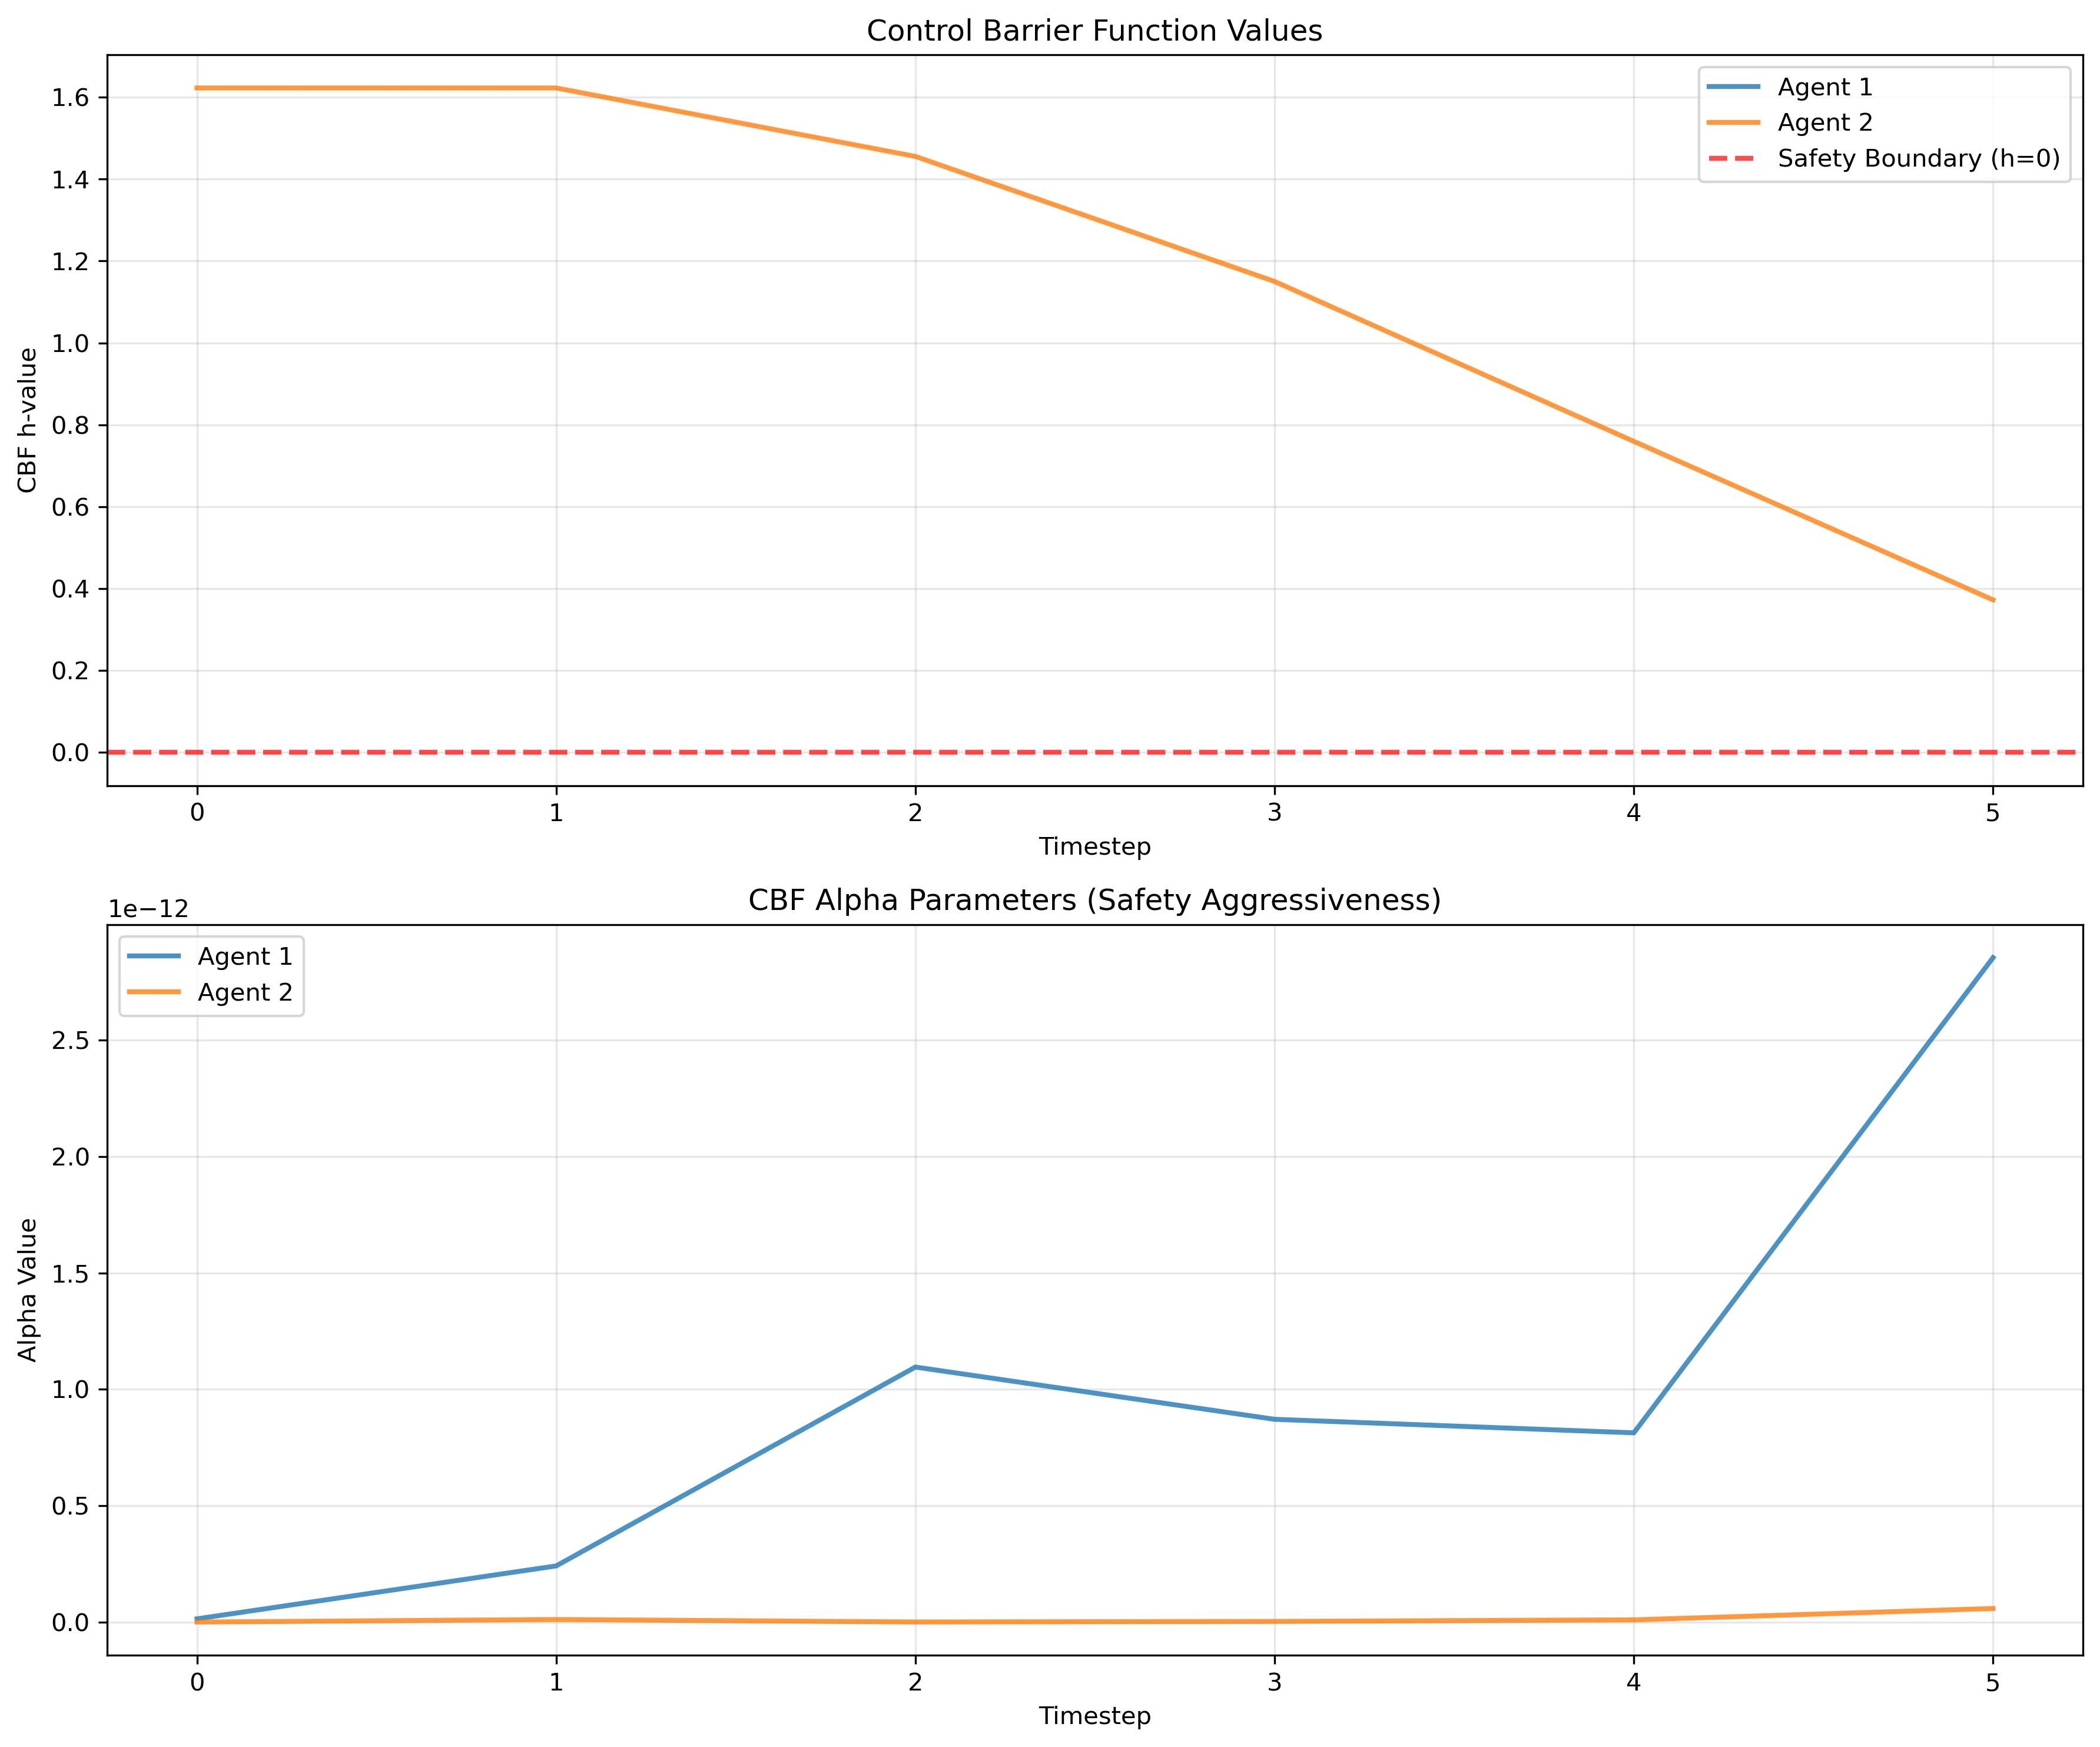 Control Barrier Function Values
Agent 1
Agent 2
Safety Boundary (h=0)
CBF h-value
1.6
1.4
1.2
1.0
0.8
0.6
0.4
0.2
0.0
0 1 2 3 4 5
Timestep
CBF Alpha Parameters (Safety Aggressiveness)
1e−12
Agent 1
Agent 2
Alpha Value
2.5
2.0
1.5
1.0
0.5
0.0
0 1 2 3 4 5
Timestep